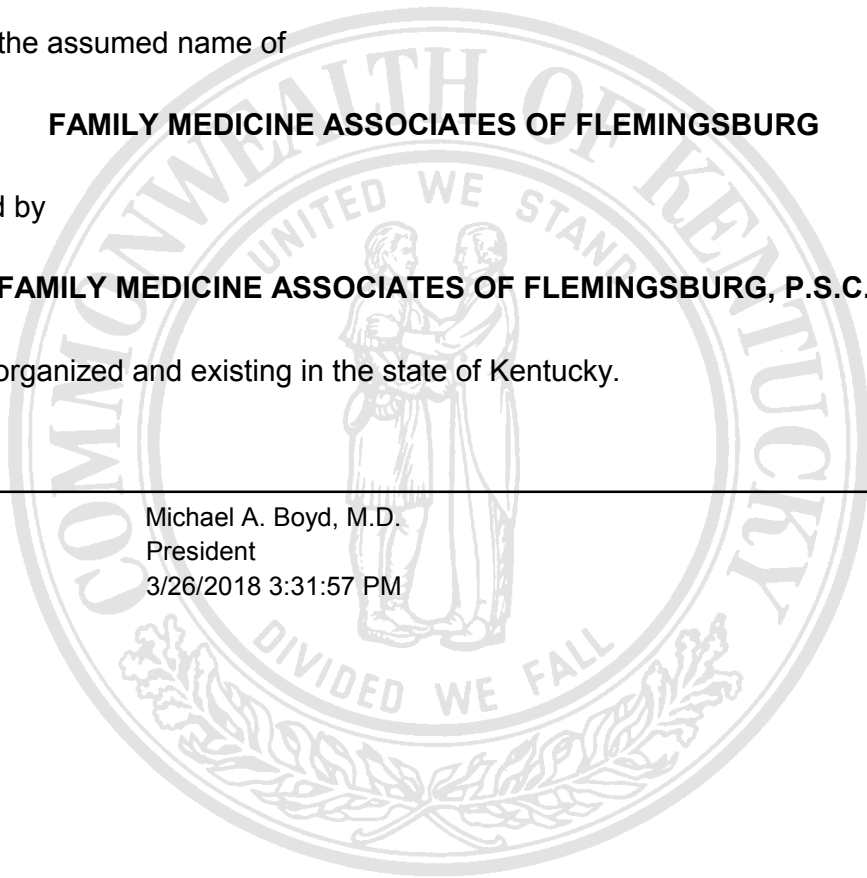 the assumed name of
FAMILY MEDICINE ASSOCIATES OF FLEMINGSBURG
d by
FAMILY MEDICINE ASSOCIATES OF FLEMINGSBURG, P.S.C.
organized and existing in the state of Kentucky.
Michael A. Boyd, M.D.
President
3/26/2018 3:31:57 PM
COMMONWEALTH OF KENTUCKY
UNITED WE STAND
DIVIDED WE FALL